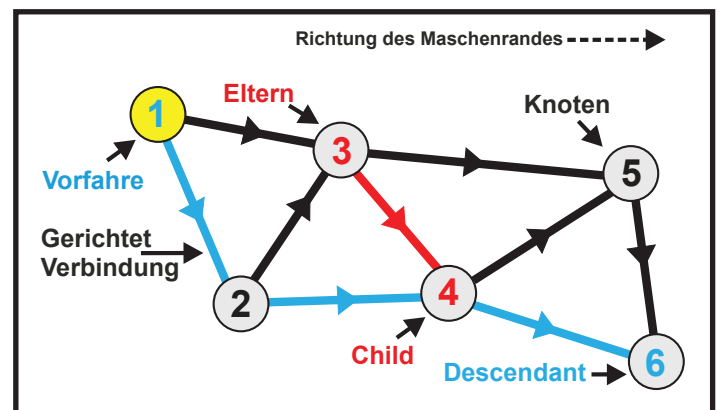 Richtung des Maschenrandes
Eltern
Knoten
1
3
5
Vorfahre
Gerichtet
Verbindung
2
4
Child
Descendant
6